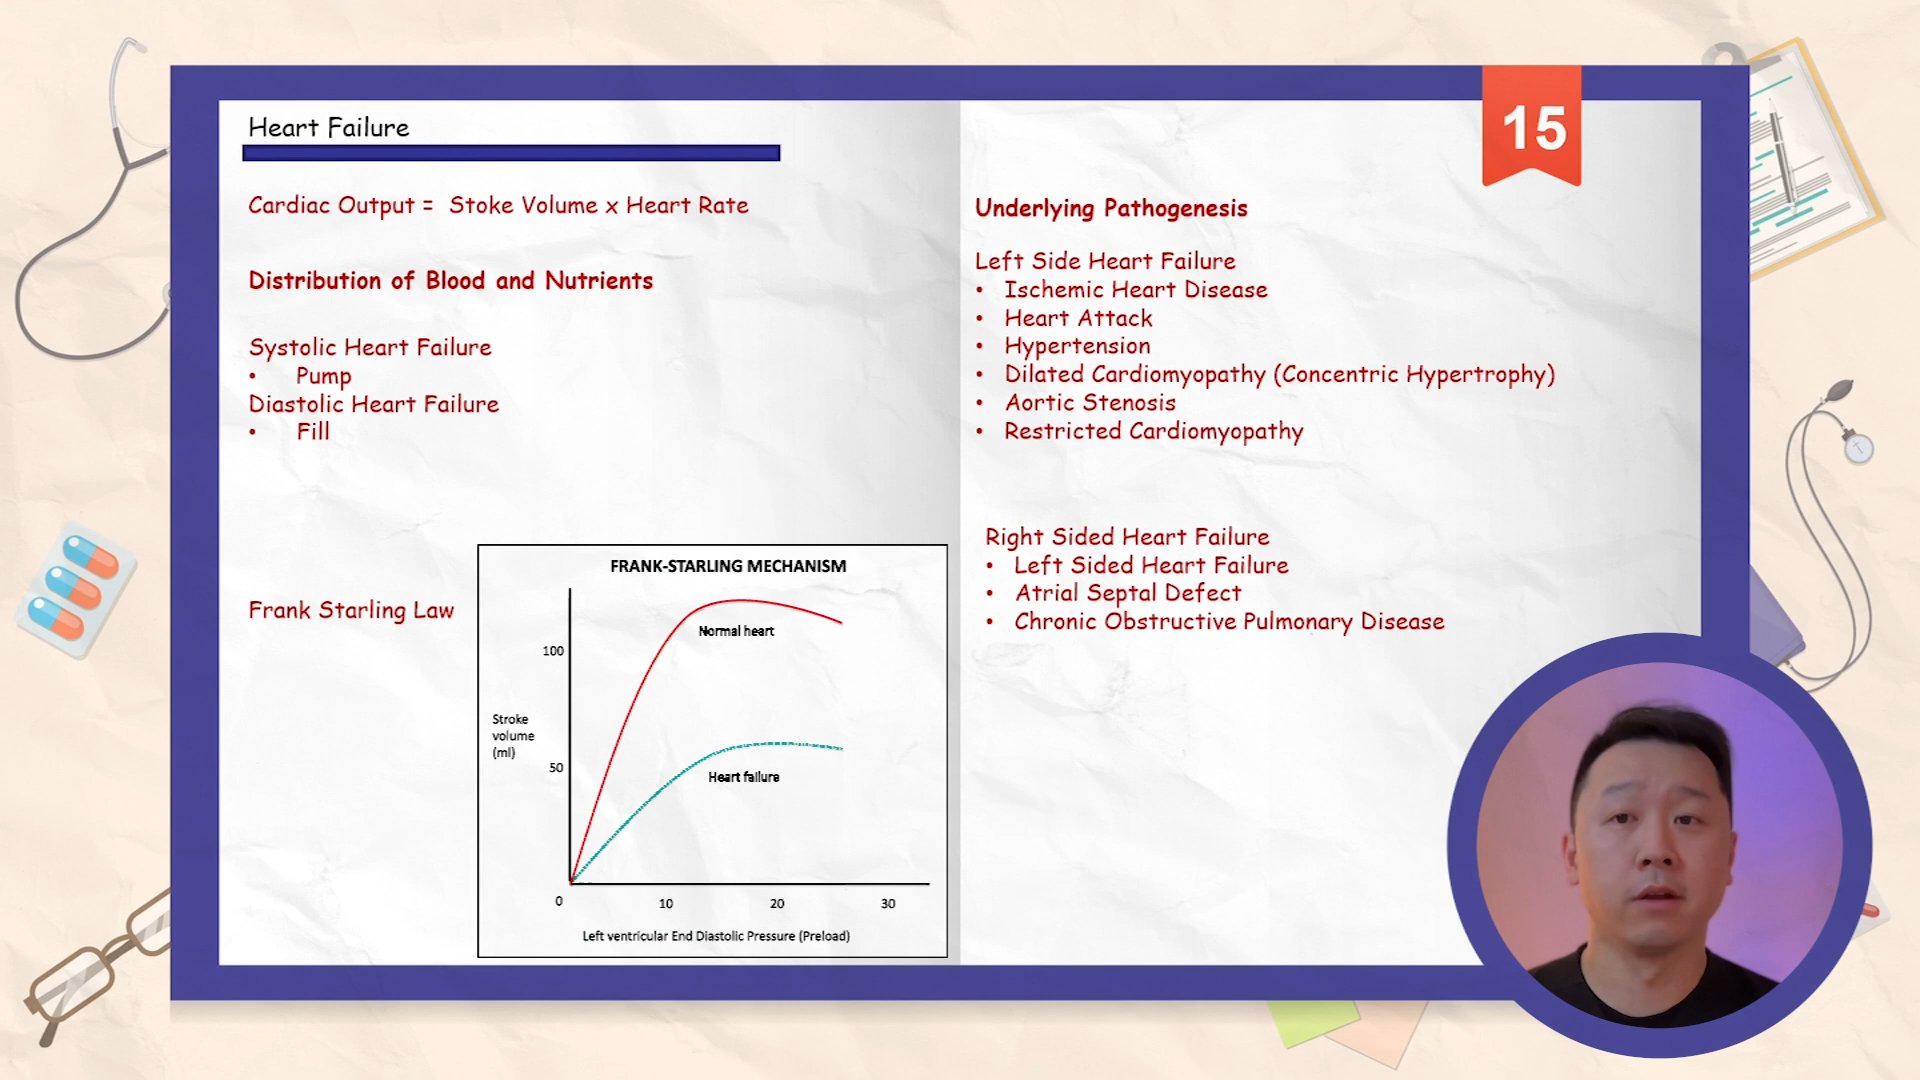 Heart Failure
Cardiac Output = Stoke Volume x Heart Rate
Distribution of Blood and Nutrients
Systolic Heart Failure
• Pump
Diastolic Heart Failure
• Fill
Frank Starling Law
FRANK-STARLING MECHANISM
Normal heart
100
Stroke
volume
(ml)
50
Heart failure
0 10 20 30
Left ventricular End Diastolic Pressure (Preload)
15
Underlying Pathogenesis
Left Side Heart Failure
• Ischemic Heart Disease
• Heart Attack
• Hypertension
• Dilated Cardiomyopathy (Concentric Hypertrophy)
• Aortic Stenosis
• Restricted Cardiomyopathy
Right Sided Heart Failure
• Left Sided Heart Failure
• Atrial Septal Defect
• Chronic Obstructive Pulmonary Disease